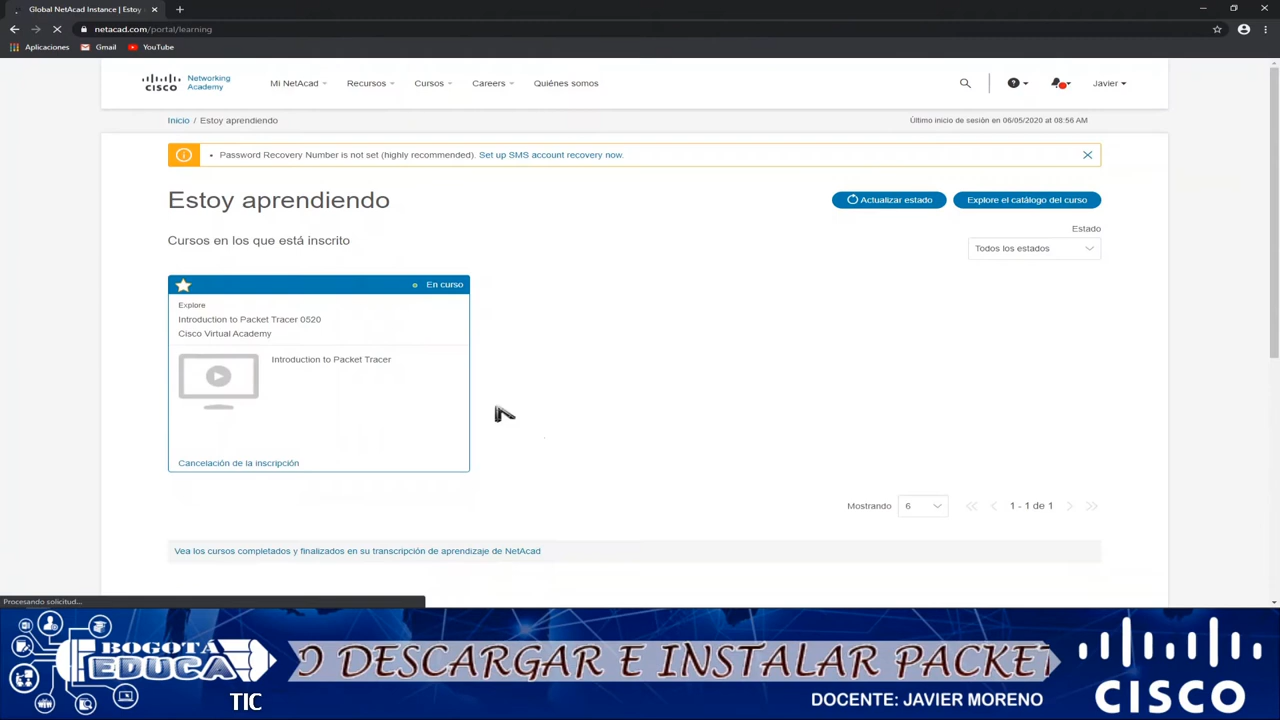 Global NetAcad Instance | Estoy
netacad.com/portal/learning
Aplicaciones Gmail YouTube
CISCO Networking Academy
Mi NetAcad Recursos Cursos Careers Quiénes somos Javier
Inicio / Estoy aprendiendo
Último inicio de sesión en 06/05/2020 at 08:56 AM
Password Recovery Number is not set (highly recommended). Set up SMS account recovery now.
Estoy aprendiendo
Actualizar estado Explore el catálogo del curso
Estado
Cursos en los que está inscrito
Todos los estados
En curso
Explore
Introduction to Packet Tracer 0520
Cisco Virtual Academy
Introduction to Packet Tracer
Cancelación de la inscripción
Mostrando 6 1 - 1 de 1
Vea los cursos completados y finalizados en su transcripción de aprendizaje de NetAcad
Procesando solicitud...
BOGOTÁ
EDUCA
TIC
O DESCARGAR E INSTALAR PACKET
DOCENTE: JAVIER MORENO
CISCO